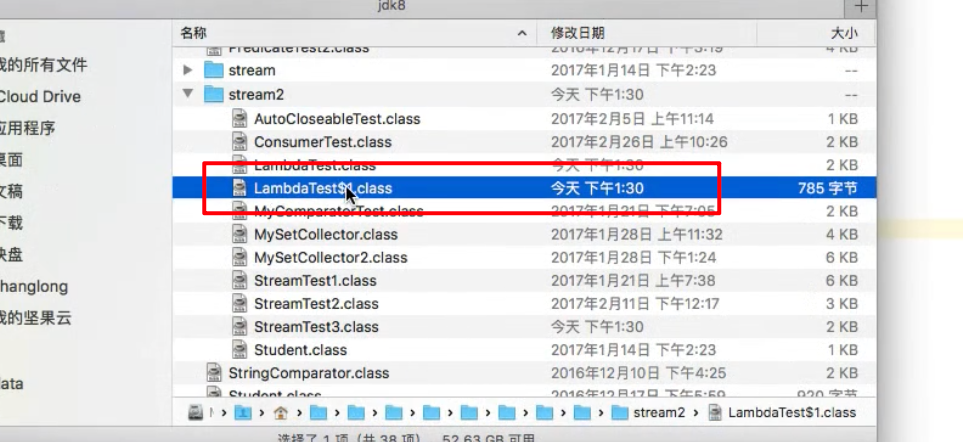 jdk8
名称 修改日期 大小
PredicateTest2.class 2016年12月17日 下午3:19 4 KB
我的所有文件
stream 2017年1月14日 下午2:23 --
Cloud Drive
stream2 今天 下午1:30 --
应用程序
AutoCloseableTest.class 2017年2月5日 上午11:14 1 KB
桌面
ConsumerTest.class 2017年2月26日 上午10:26 2 KB
LambdaTest.class 今天 下午1:30 2 KB
文稿
LambdaTest$1.class 今天 下午1:30 785 字节
下载
MyComparatorTest.class 2017年1月21日 下午7:05 2 KB
MySetCollector.class 2017年1月28日 上午11:32 4 KB
快盘
MySetCollector2.class 2017年1月28日 下午1:24 6 KB
hanglong
StreamTest1.class 2017年1月21日 下午7:38 6 KB
StreamTest2.class 2017年2月11日 下午12:17 3 KB
我的坚果云
StreamTest3.class 今天 下午1:30 2 KB
Student.class 2017年1月14日 下午2:23 1 KB
StringComparator.class 2016年12月10日 下午4:25 2 KB
ata
Student.class 2016年12月17日 下午5:59 920 字节
stream2 LambdaTest$1.class
选择了 1 项（共 38 项），52.63 GB 可用